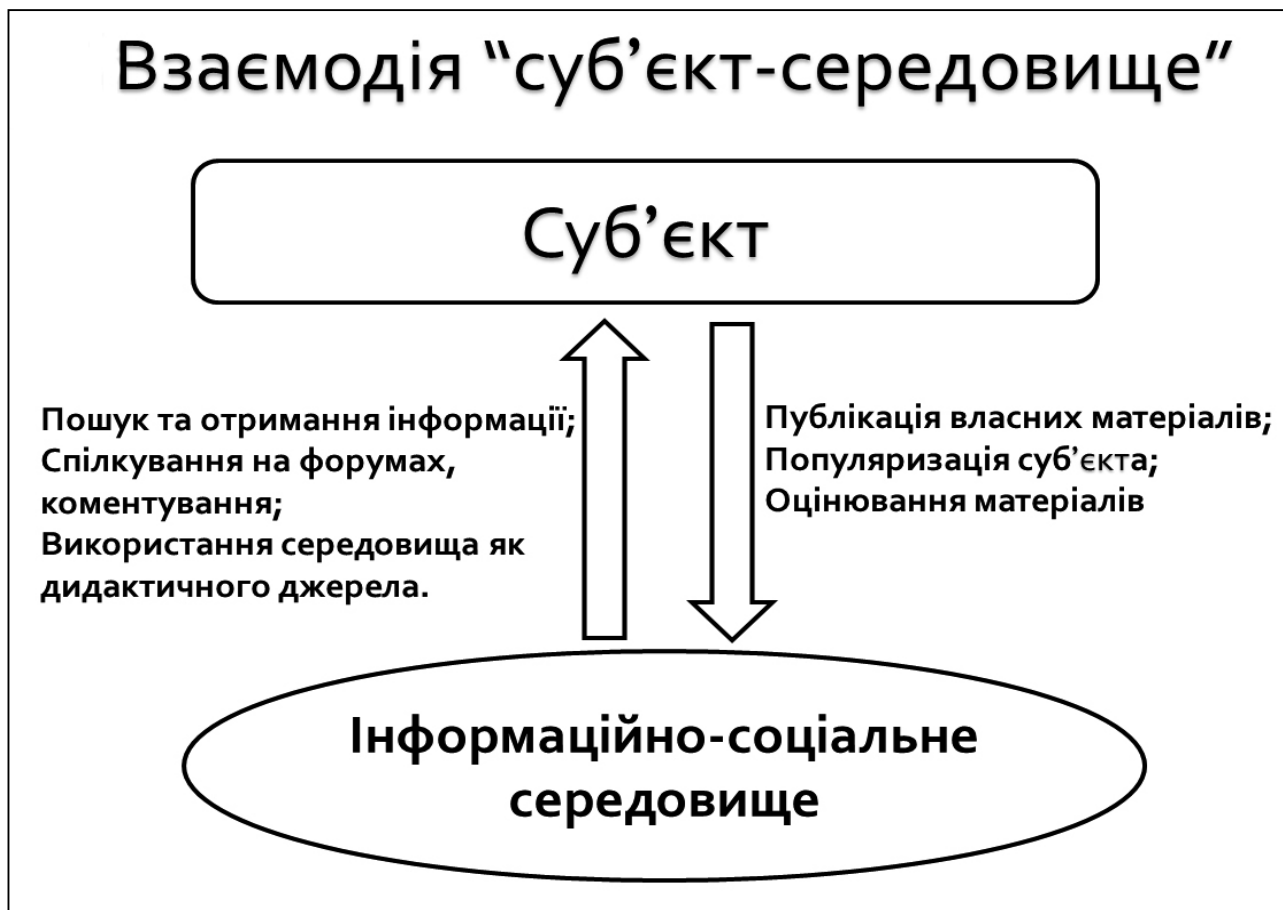 Взаємодія “суб’єкт-середовище”
Суб’єкт
Пошук та отримання інформації;
Спілкування на форумах,
коментування;
Використання середовища як
дидактичного джерела.
Публікація власних матеріалів;
Популяризація суб’єкта;
Оцінювання матеріалів
Інформаційно-соціальне
середовище